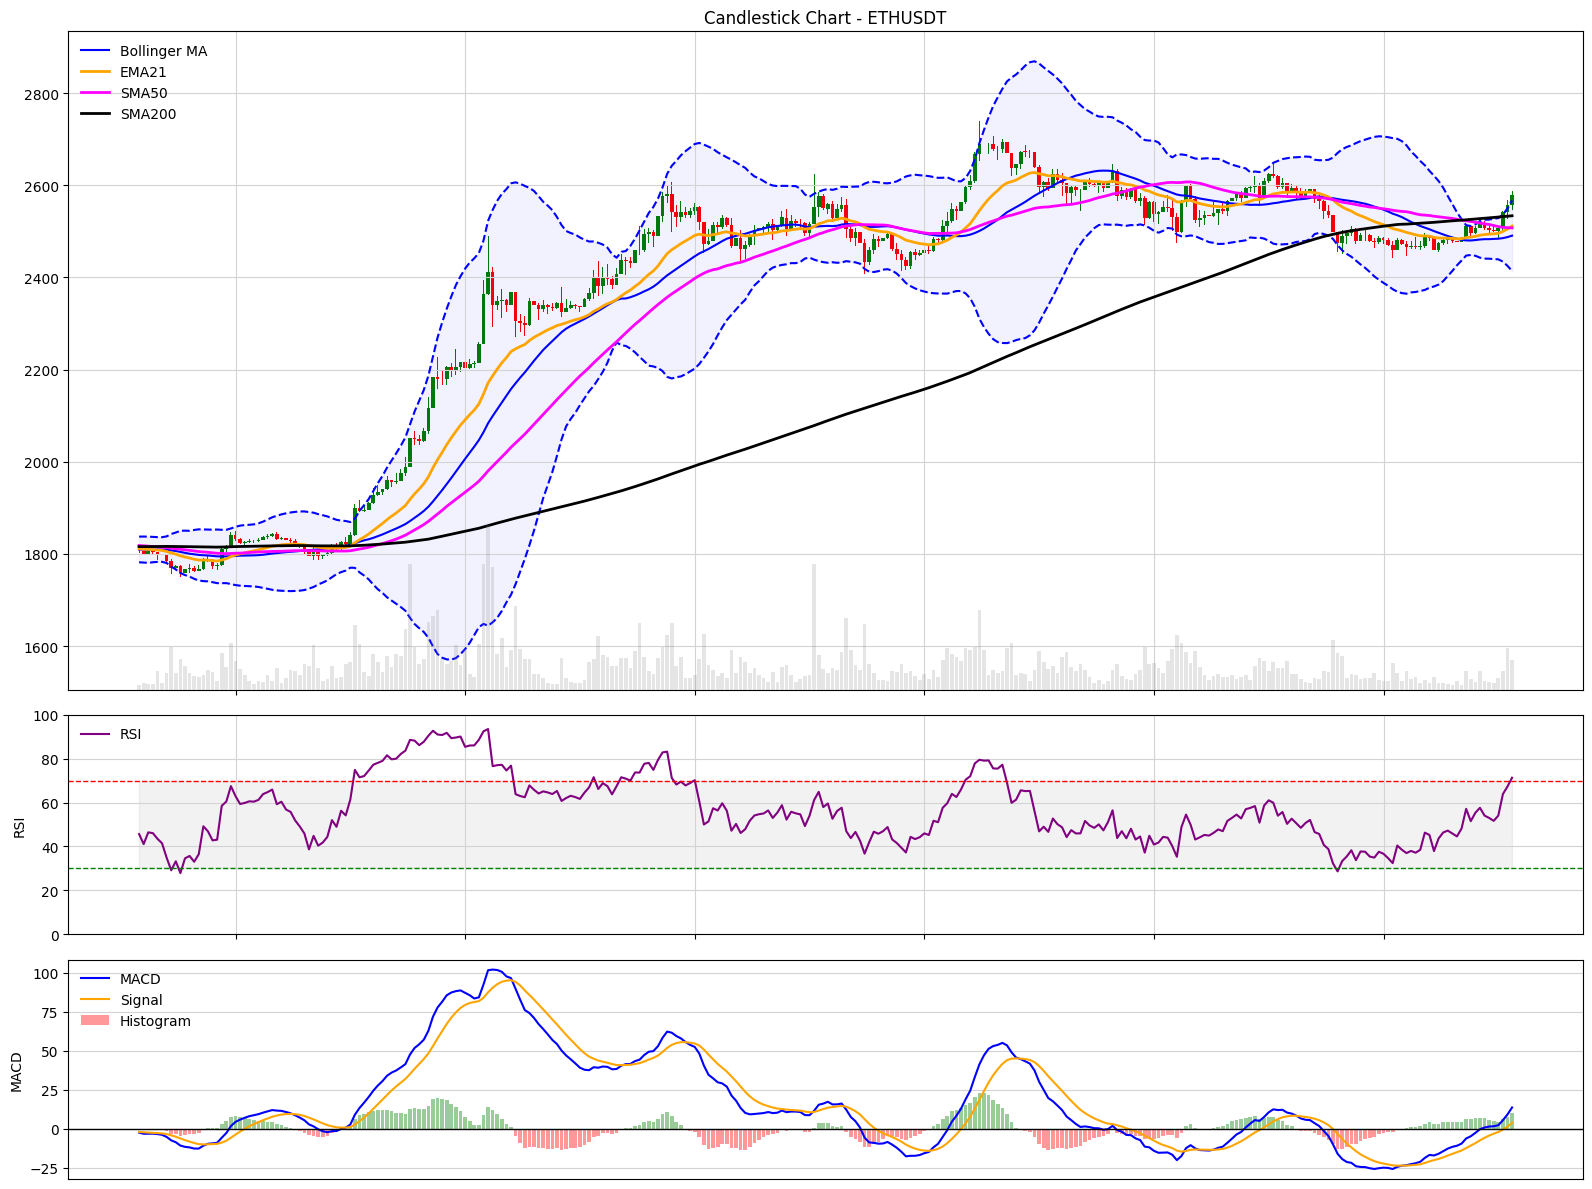 Candlestick Chart - ETHUSDT
Bollinger MA
EMA21
SMA50
SMA200
2800
2600
2400
2200
2000
1800
1600
RSI
100
80
60
40
20
0
RSI
MACD
Signal
Histogram
100
75
50
25
0
−25
MACD